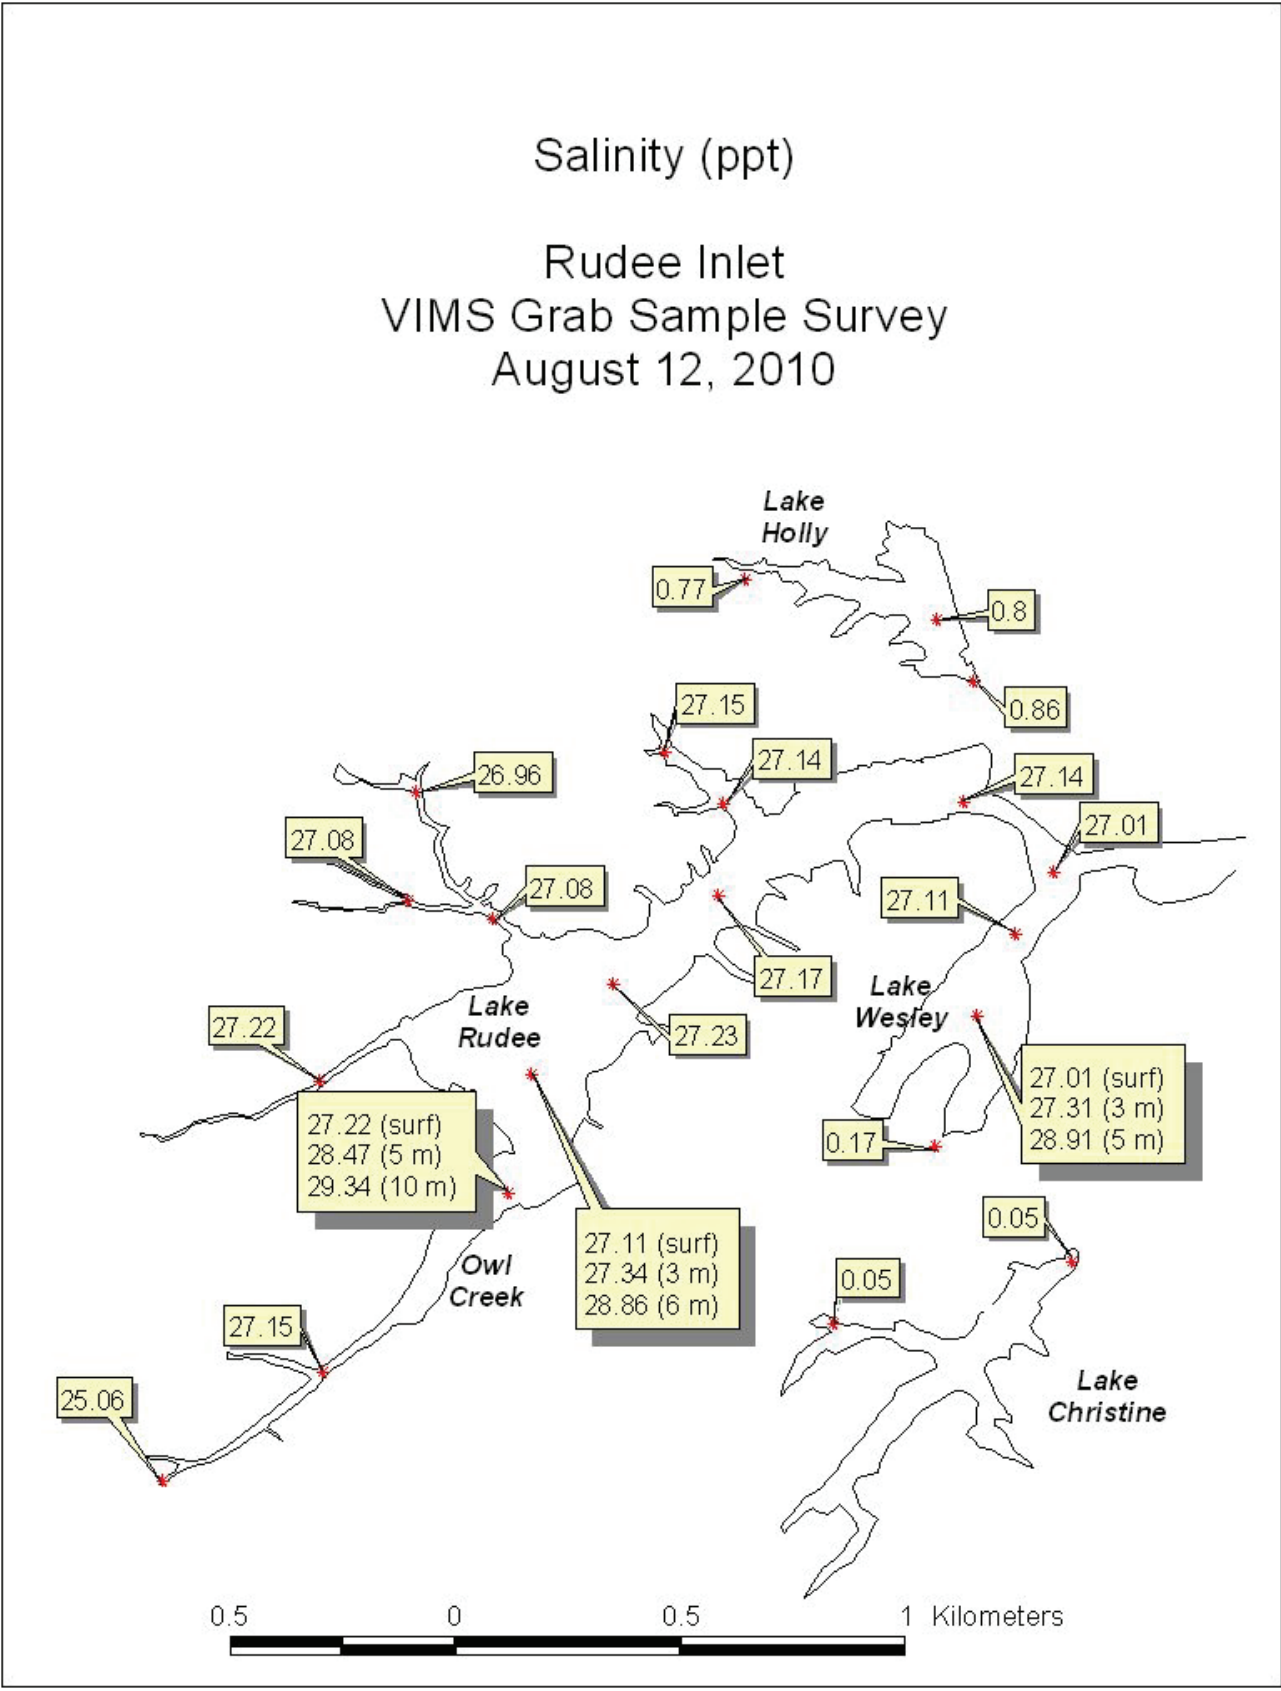 Salinity (ppt)
Rudee Inlet
VIMS Grab Sample Survey
August 12, 2010
Lake
Holly
0.77
0.8
0.86
27.15
27.14
26.96
27.14
27.01
27.08
27.08
27.11
27.17
Lake
Wesley
Lake
Rudee
27.22
27.23
27.01 (surf)
27.31 (3 m)
28.91 (5 m)
27.22 (surf)
28.47 (5 m)
29.34 (10 m)
0.17
0.05
27.11 (surf)
27.34 (3 m)
28.86 (6 m)
Owl
Creek
0.05
27.15
25.06
Lake
Christine
0.5 0 0.5 1 Kilometers